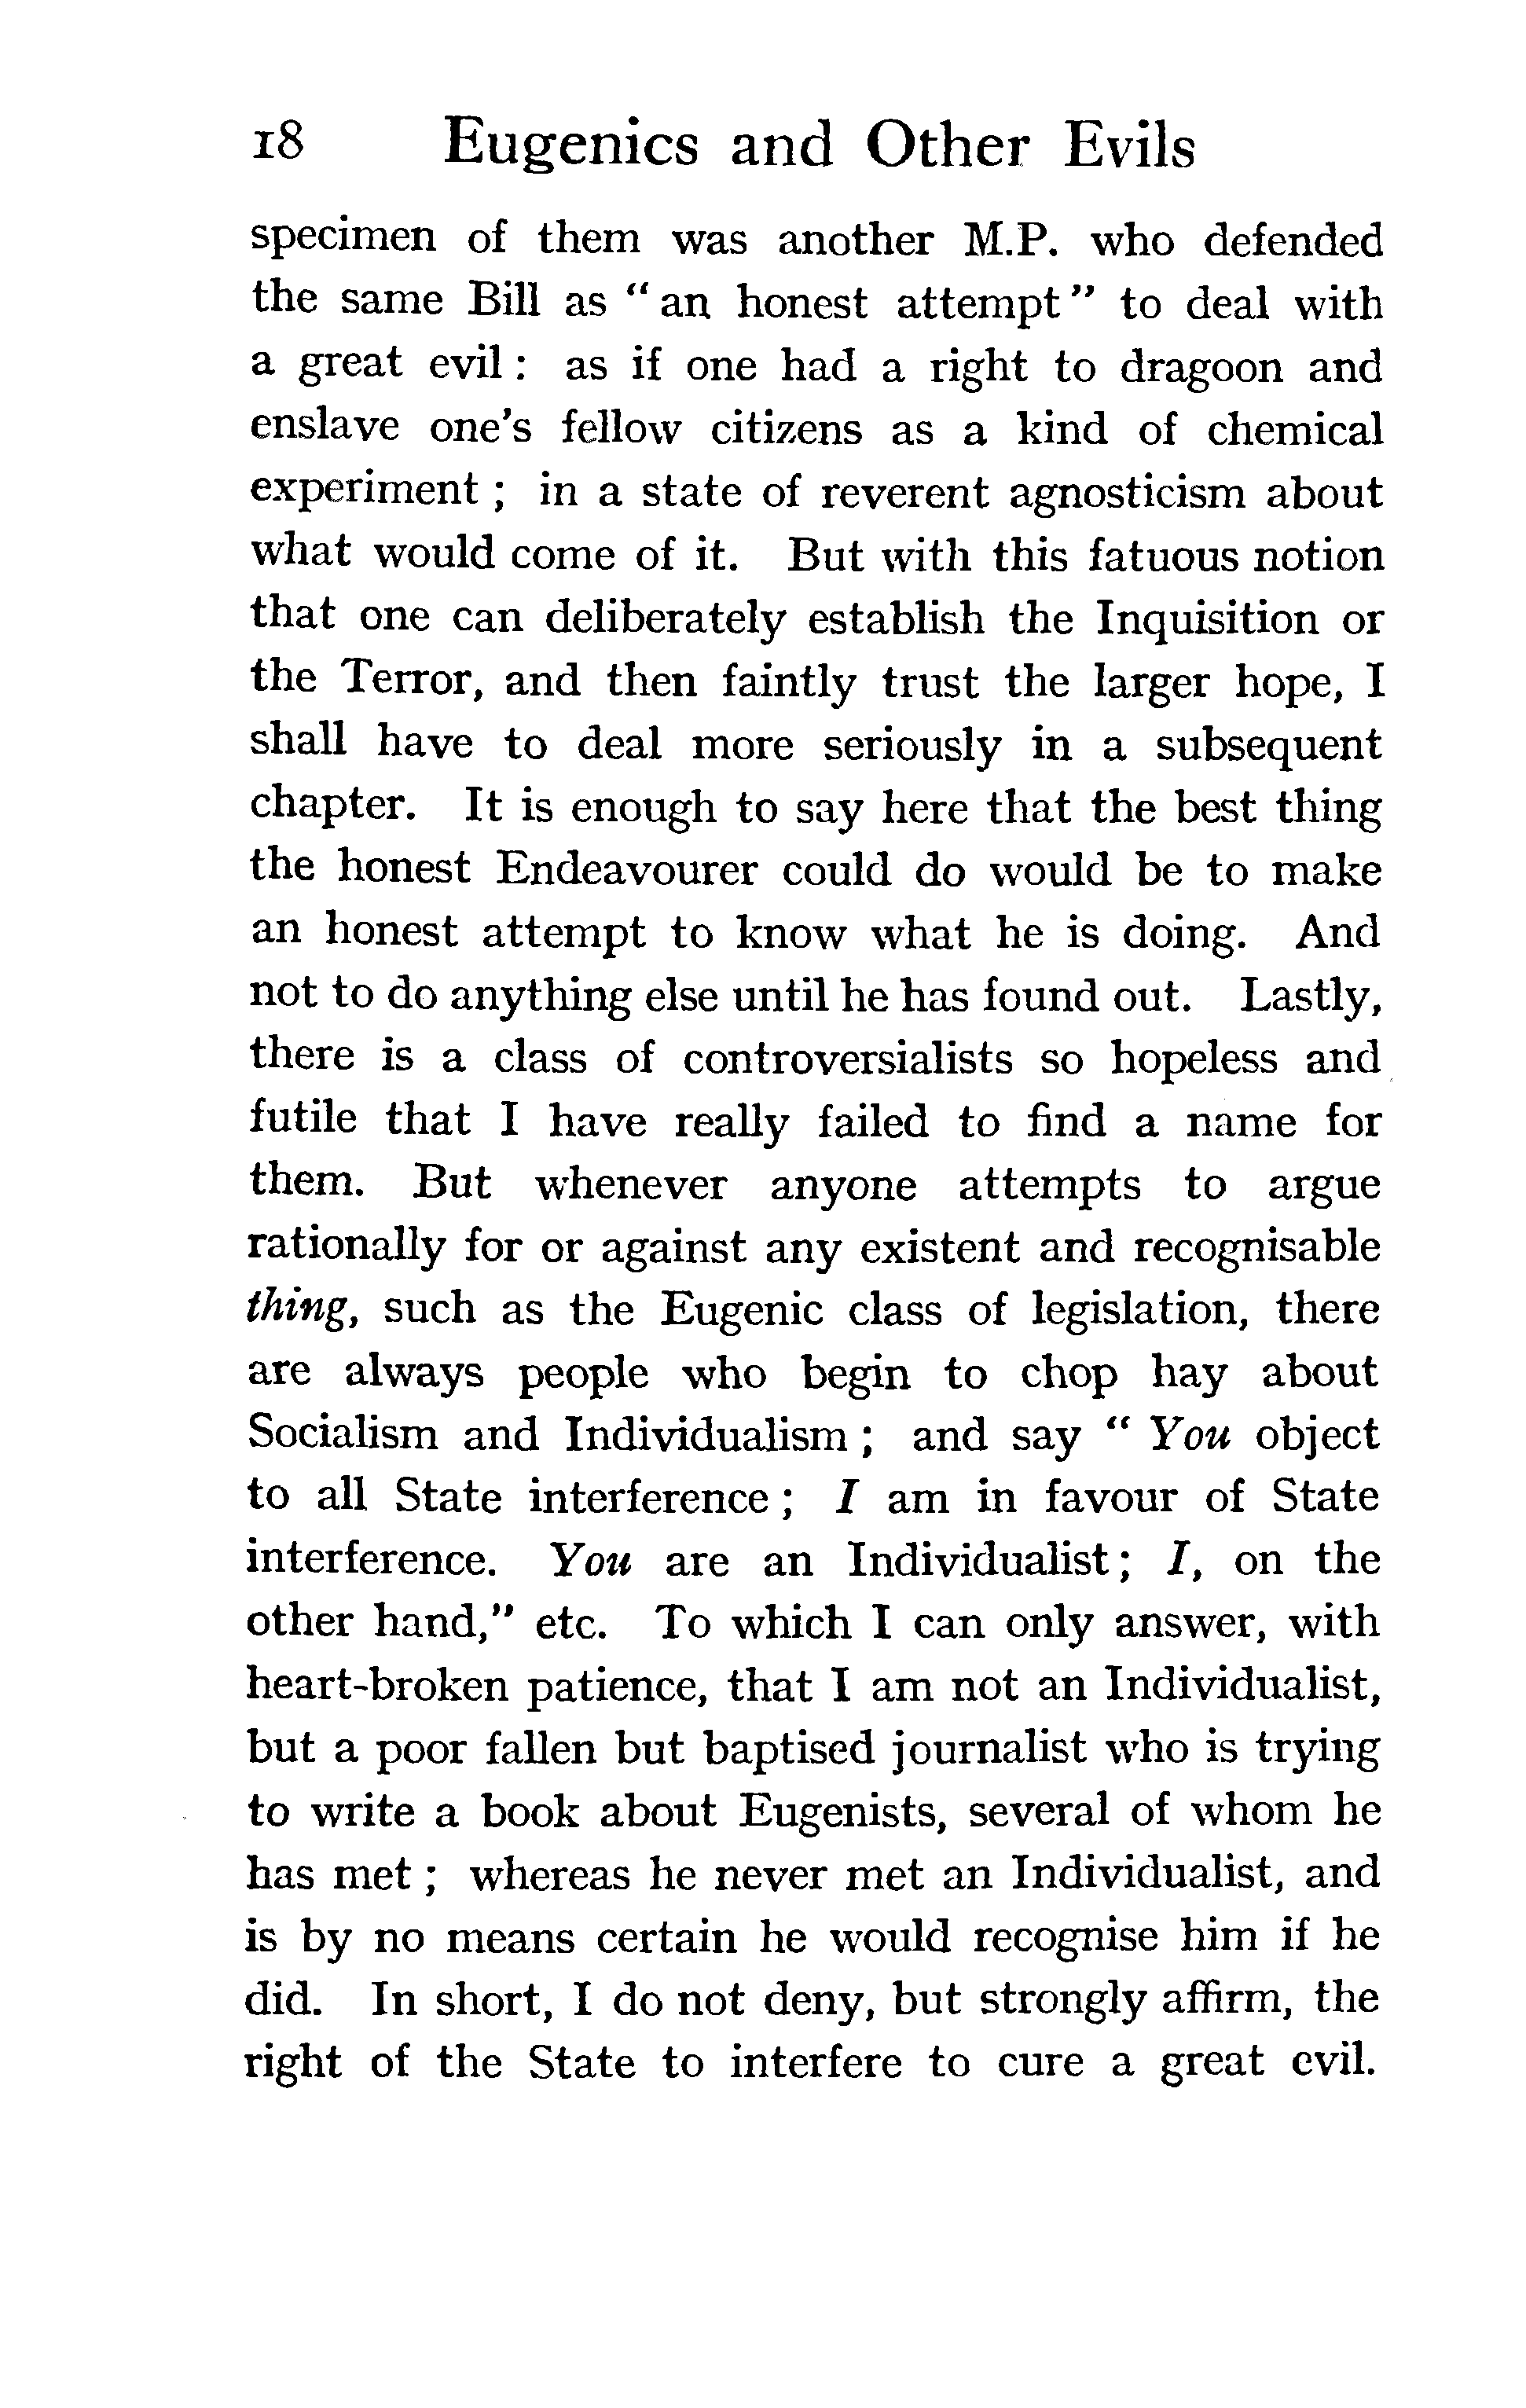 18 Eugenics and Other Evils
specimen of them was another M.P. who defended
the same Bill as “an honest attempt” to deal with
a great evil: as if one had a right to dragoon and
enslave one's fellow citizens as a kind of chemical
experiment; in a state of reverent agnosticism about
what would come of it. But with this fatuous notion
that one can deliberately establish the Inquisition or
the Terror, and then faintly trust the larger hope, I
shall have to deal more seriously in a subsequent
chapter. It is enough to say here that the best thing
the honest Endeavourer could do would be to make
an honest attempt to know what he is doing. And
not to do anything else until he has found out. Lastly,
there is a class of controversialists so hopeless and
futile that I have really failed to find a name for
them. But whenever anyone attempts to argue
rationally for or against any existent and recognisable
thing, such as the Eugenic class of legislation, there
are always people who begin to chop hay about
Socialism and Individualism; and say “You object
to all State interference; I am in favour of State
interference. You are an Individualist; I, on the
other hand,” etc. To which I can only answer, with
heart-broken patience, that I am not an Individualist,
but a poor fallen but baptised journalist who is trying
to write a book about Eugenists, several of whom he
has met; whereas he never met an Individualist, and
is by no means certain he would recognise him if he
did. In short, I do not deny, but strongly affirm, the
right of the State to interfere to cure a great evil.